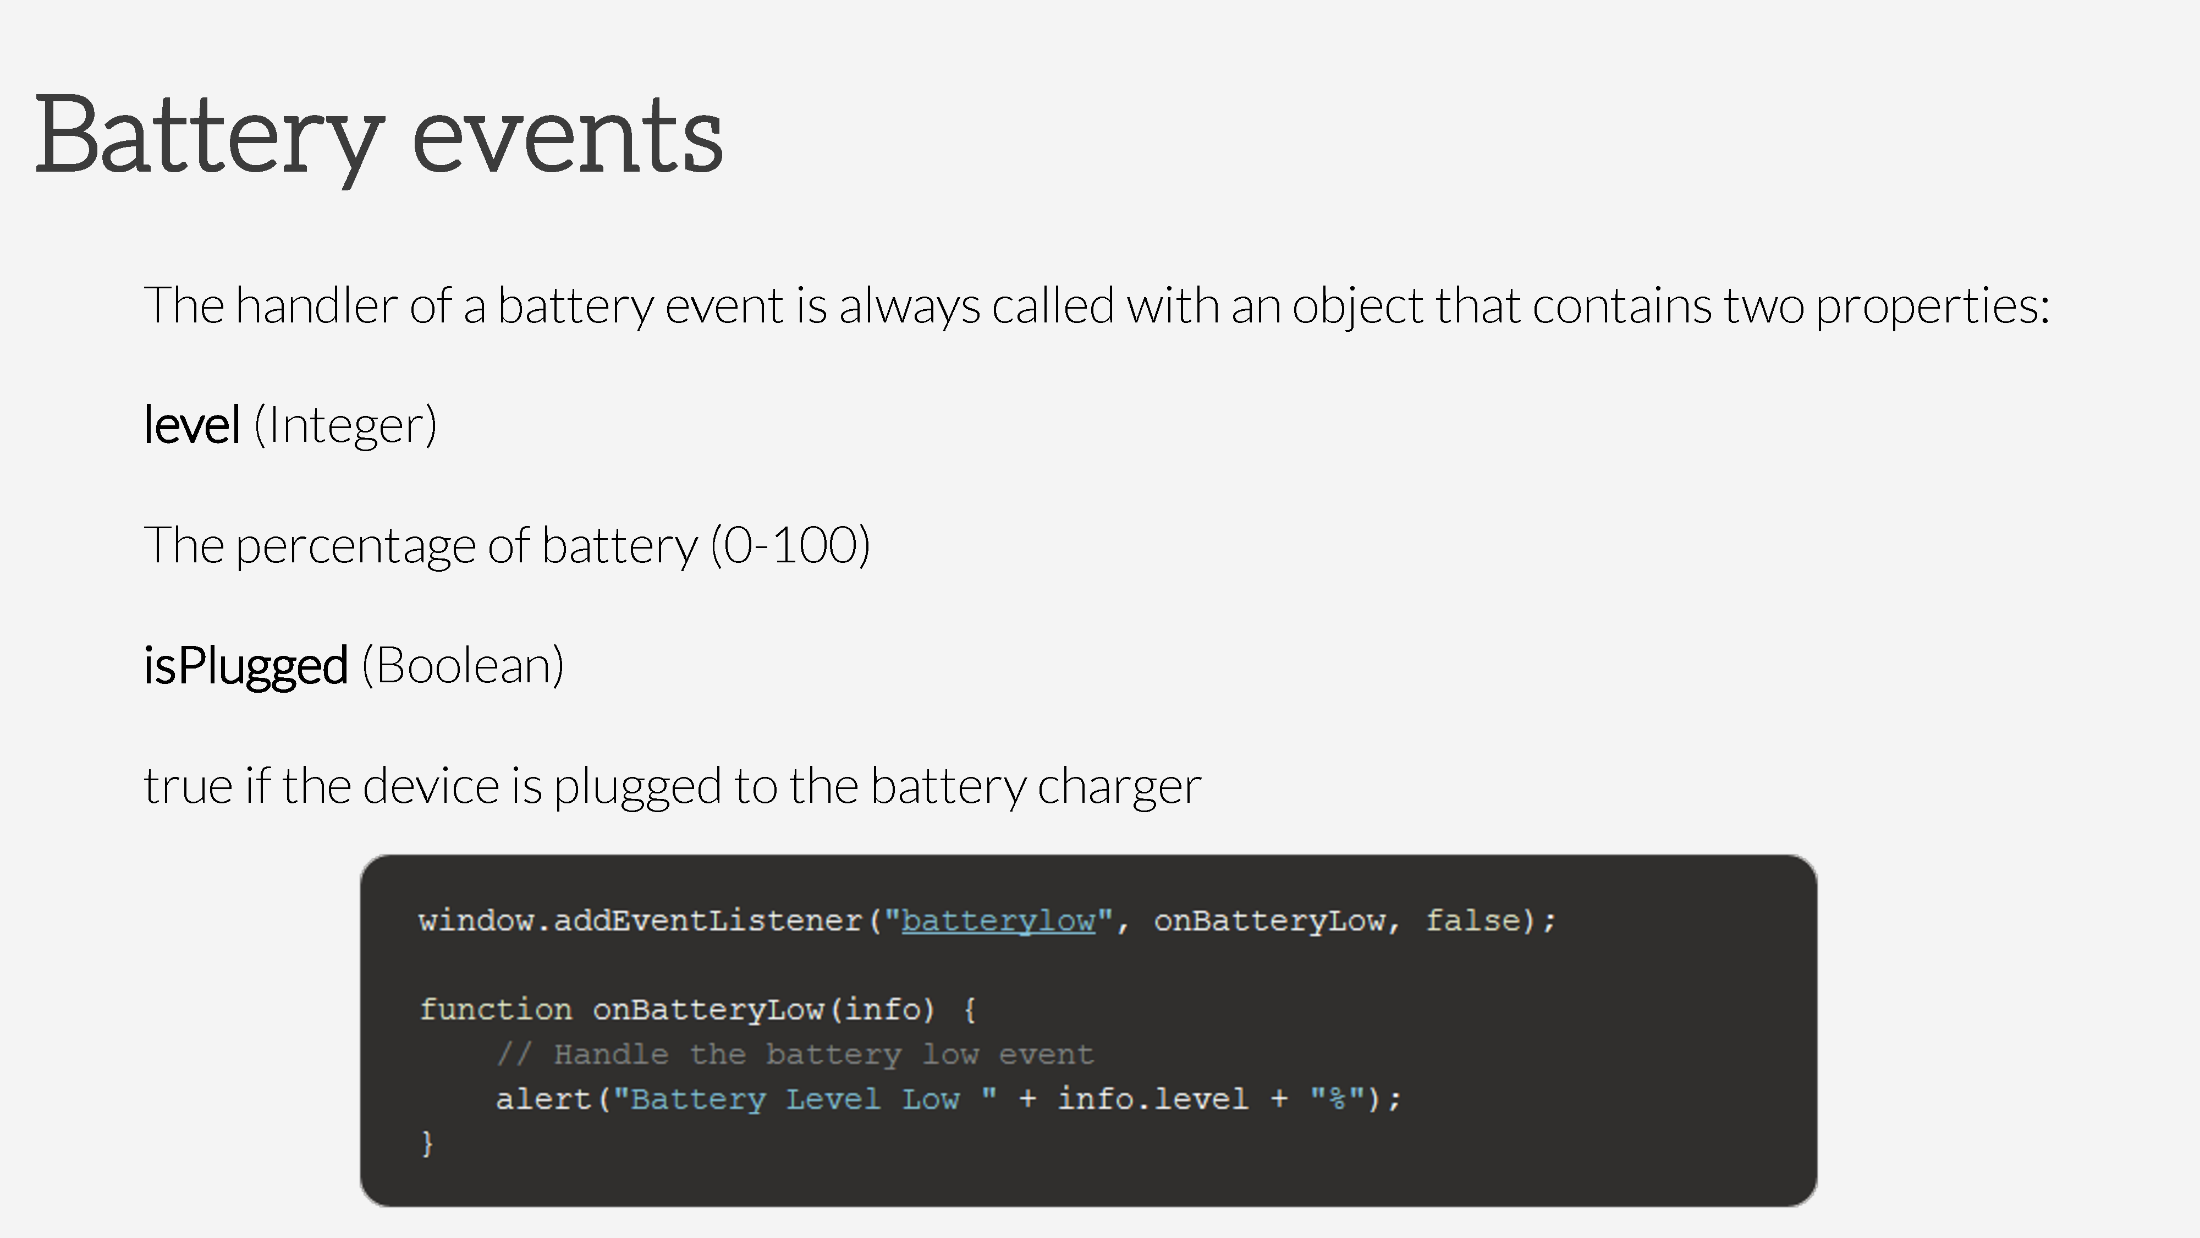 Battery events
The handler of a battery event is always called with an object that contains two properties:
level (Integer)
The percentage of battery (0-100)
isPlugged (Boolean)
true if the device is plugged to the battery charger
window.addEventListener("batterylow", onBatteryLow, false);
function onBatteryLow(info) {
    // Handle the battery low event
    alert("Battery Level Low " + info.level + "%");
}